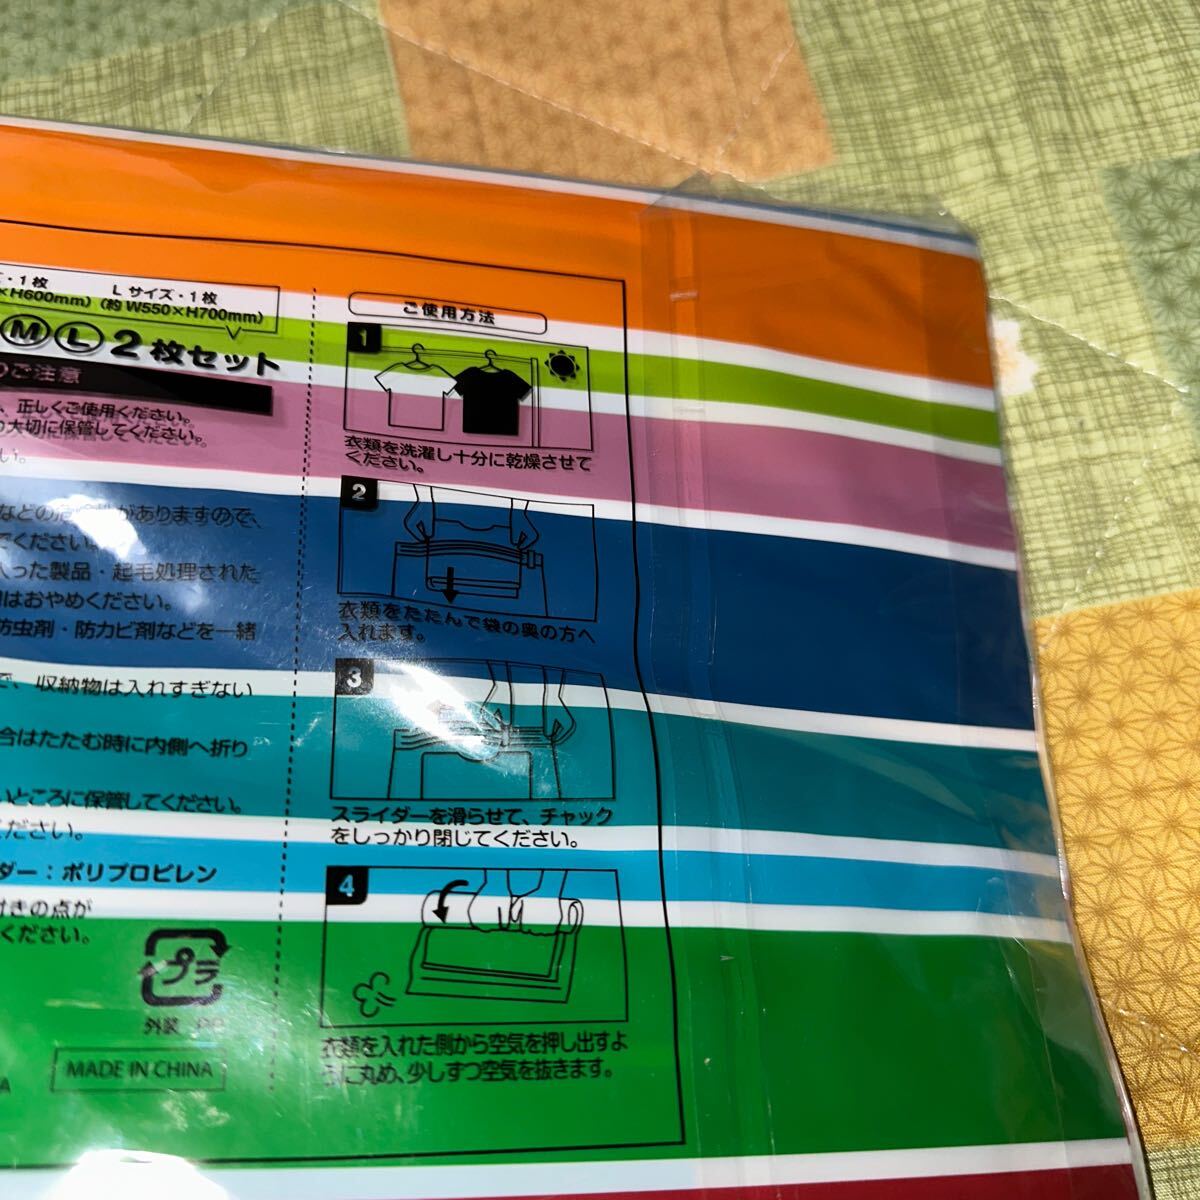 ・1枚 Lサイズ・1枚
×H600mm) (約W550×H700mm)
M L 2枚セット
ご注意
、正しくご使用ください。
大切に保管してください。
い。
などの
がありますので、
ください。
入った製品・起毛処理された
はおやめください。
防虫剤・防カビ剤などを一緒
で、収納物は入れすぎない
合はたたむ時に内側へ折り
いところに保管してください。
ください。
ダー：ポリプロピレン
付きの点が
ください。
プラ
外装
MADE IN CHINA
ご使用方法
1
衣類を洗濯し十分に乾燥させて
ください。
2
衣類をたたんで袋の奥の方へ
入れます。
3
スライダーを滑らせて、チャック
をしっかり閉じてください。
4
衣類を入れた側から空気を押し出すよ
うに丸め、少しずつ空気を抜きます。